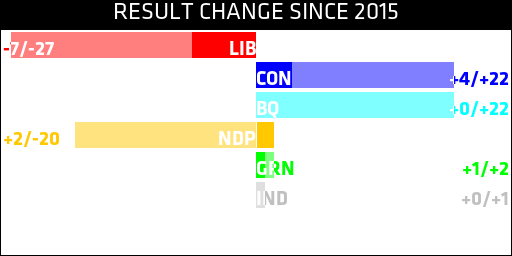 RESULT CHANGE SINCE 2015
-7/-27 LIB
CON +4/+22
BQ +0/+22
+2/-20 NDP
GRN +1/+2
IND +0/+1